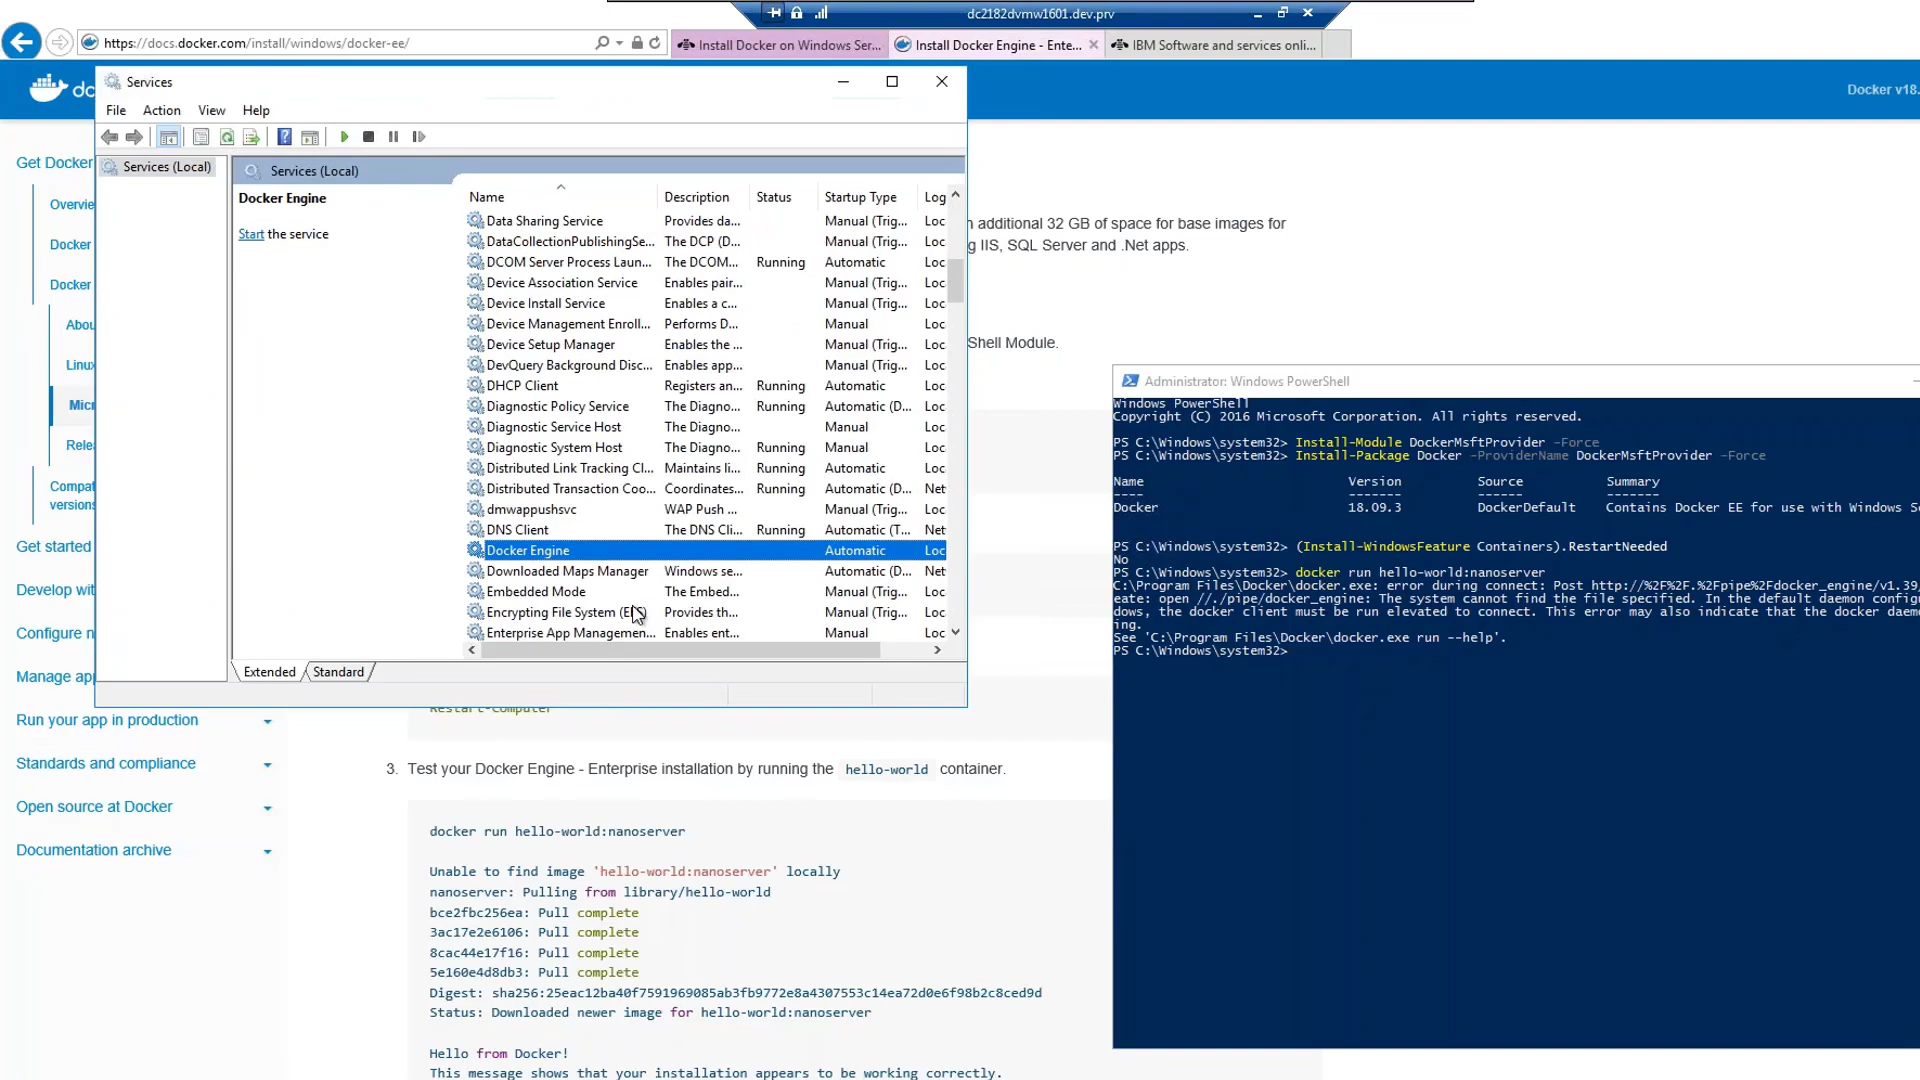 dc2182dvmw1601.dev.prv
https://docs.docker.com/install/windows/docker-ee/
Install Docker on Windows Ser...
Install Docker Engine - Ente...
IBM Software and services onli...
Docker v18.
Get Docker
Docker
Docker
Linux
Get started
Run your app in production
Standards and compliance
Open source at Docker
Documentation archive
Services
File Action View Help
Services (Local)
Services (Local)
Docker Engine
Start the service
Name Description Status Startup Type Log
Data Sharing Service Provides da... Manual (Trig... Loc
DataCollectionPublishingSe... The DCP (D... Manual (Trig... Loc
DCOM Server Process Laun... The DCOM... Running Automatic Loc
Device Association Service Enables pair... Manual (Trig... Loc
Device Install Service Enables a c... Manual (Trig... Loc
Device Management Enroll... Performs D... Manual Loc
Device Setup Manager Enables the ... Manual (Trig... Loc
DevQuery Background Disc... Enables app... Manual (Trig... Loc
DHCP Client Registers an... Running Automatic Loc
Diagnostic Policy Service The Diagno... Running Automatic (D... Loc
Diagnostic Service Host The Diagno... Manual Loc
Diagnostic System Host The Diagno... Running Manual Loc
Distributed Link Tracking Cl... Maintains li... Running Automatic Loc
Distributed Transaction Coo... Coordinates... Running Automatic (D... Net
dmwappushsvc WAP Push ... Manual (Trig... Loc
DNS Client The DNS Cli... Running Automatic (T... Net
Docker Engine Automatic Loc
Downloaded Maps Manager Windows se... Automatic (D... Net
Embedded Mode The Embed... Manual (Trig... Loc
Encrypting File System (E Provides th... Manual (Trig... Loc
Enterprise App Managemen... Enables ent... Manual Loc
Extended Standard
additional 32 GB of space for base images for
IIS, SQL Server and .Net apps.
Shell Module.
Restart-Computer
3. Test your Docker Engine - Enterprise installation by running the hello-world container.
docker run hello-world:nanoserver
Unable to find image 'hello-world:nanoserver' locally
nanoserver: Pulling from library/hello-world
bce2fbc256ea: Pull complete
3ac17e2e6106: Pull complete
8cac44e17f16: Pull complete
5e160e4d8db3: Pull complete
Digest: sha256:25eac12ba40f7591969085ab3fb9772e8a4307553c14ea72d0e6f98b2c8ced9d
Status: Downloaded newer image for hello-world:nanoserver
Hello from Docker!
This message shows that your installation appears to be working correctly.
Administrator: Windows PowerShell
Windows PowerShell
Copyright (C) 2016 Microsoft Corporation. All rights reserved.
PS C:\Windows\system32> Install-Module DockerMsftProvider -Force
PS C:\Windows\system32> Install-Package Docker -ProviderName DockerMsftProvider -Force
Name Version Source Summary
---- ------- ------ -------
Docker 18.09.3 DockerDefault Contains Docker EE for use with Windows Se
PS C:\Windows\system32> (Install-WindowsFeature Containers).RestartNeeded
No
PS C:\Windows\system32> docker run hello-world:nanoserver
C:\Program Files\Docker\docker.exe: error during connect: Post http://%2F%2F.%2Fpipe%2Fdocker_engine/v1.39/
eate: open //./pipe/docker_engine: The system cannot find the file specified. In the default daemon configu
dows, the docker client must be run elevated to connect. This error may also indicate that the docker daemo
ing.
See 'C:\Program Files\Docker\docker.exe run --help'.
PS C:\Windows\system32>